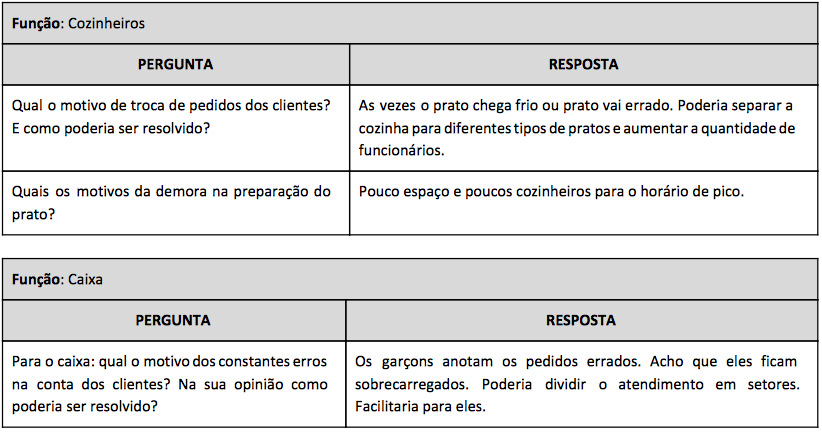 Função: Cozinheiros
PERGUNTA
RESPOSTA
Qual o motivo de troca de pedidos dos clientes?
E como poderia ser resolvido?
As vezes o prato chega frio ou prato vai errado. Poderia separar a
cozinha para diferentes tipos de pratos e aumentar a quantidade de
funcionários.
Quais os motivos da demora na preparação do
prato?
Pouco espaço e poucos cozinheiros para o horário de pico.
Função: Caixa
PERGUNTA
RESPOSTA
Para o caixa: qual o motivo dos constantes erros
na conta dos clientes? Na sua opinião como
poderia ser resolvido?
Os garçons anotam os pedidos errados. Acho que eles ficam
sobrecarregados. Poderia dividir o atendimento em setores.
Facilitaria para eles.